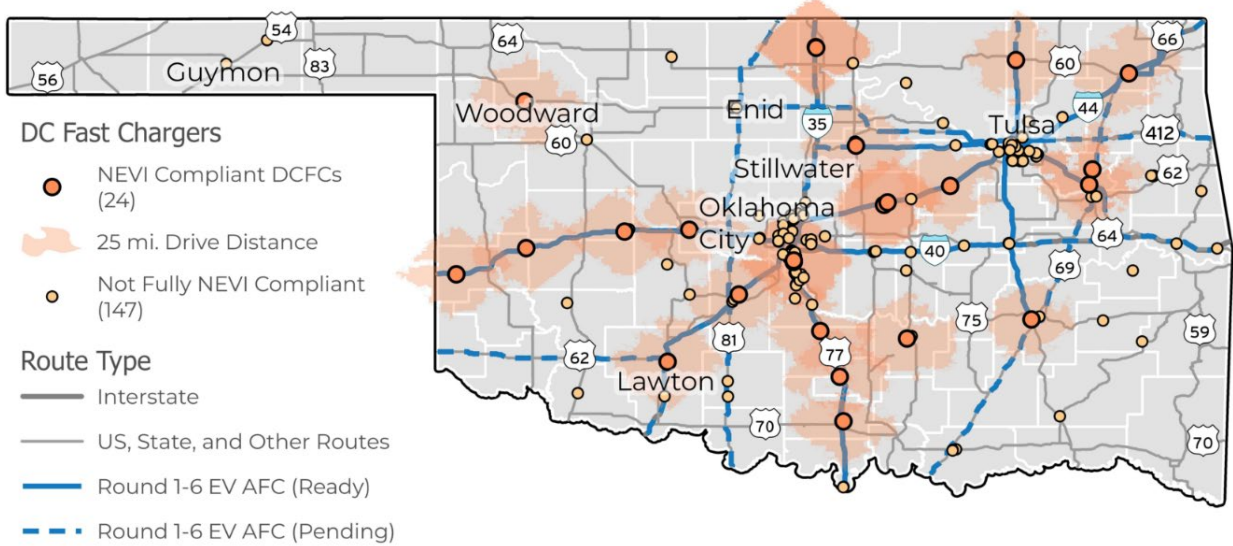 54
66
64
60
83
56
Guymon
Woodward
Enid
44
35
Tulsa
412
DC Fast Chargers
60
Stillwater
62
NEVI Compliant DCFCs
(24)
Oklahoma
City
64
25 mi. Drive Distance
40
69
Not Fully NEVI Compliant
(147)
75
59
81
77
62
Route Type
Lawton
Interstate
70
70
US, State, and Other Routes
Round 1-6 EV AFC (Ready)
Round 1-6 EV AFC (Pending)